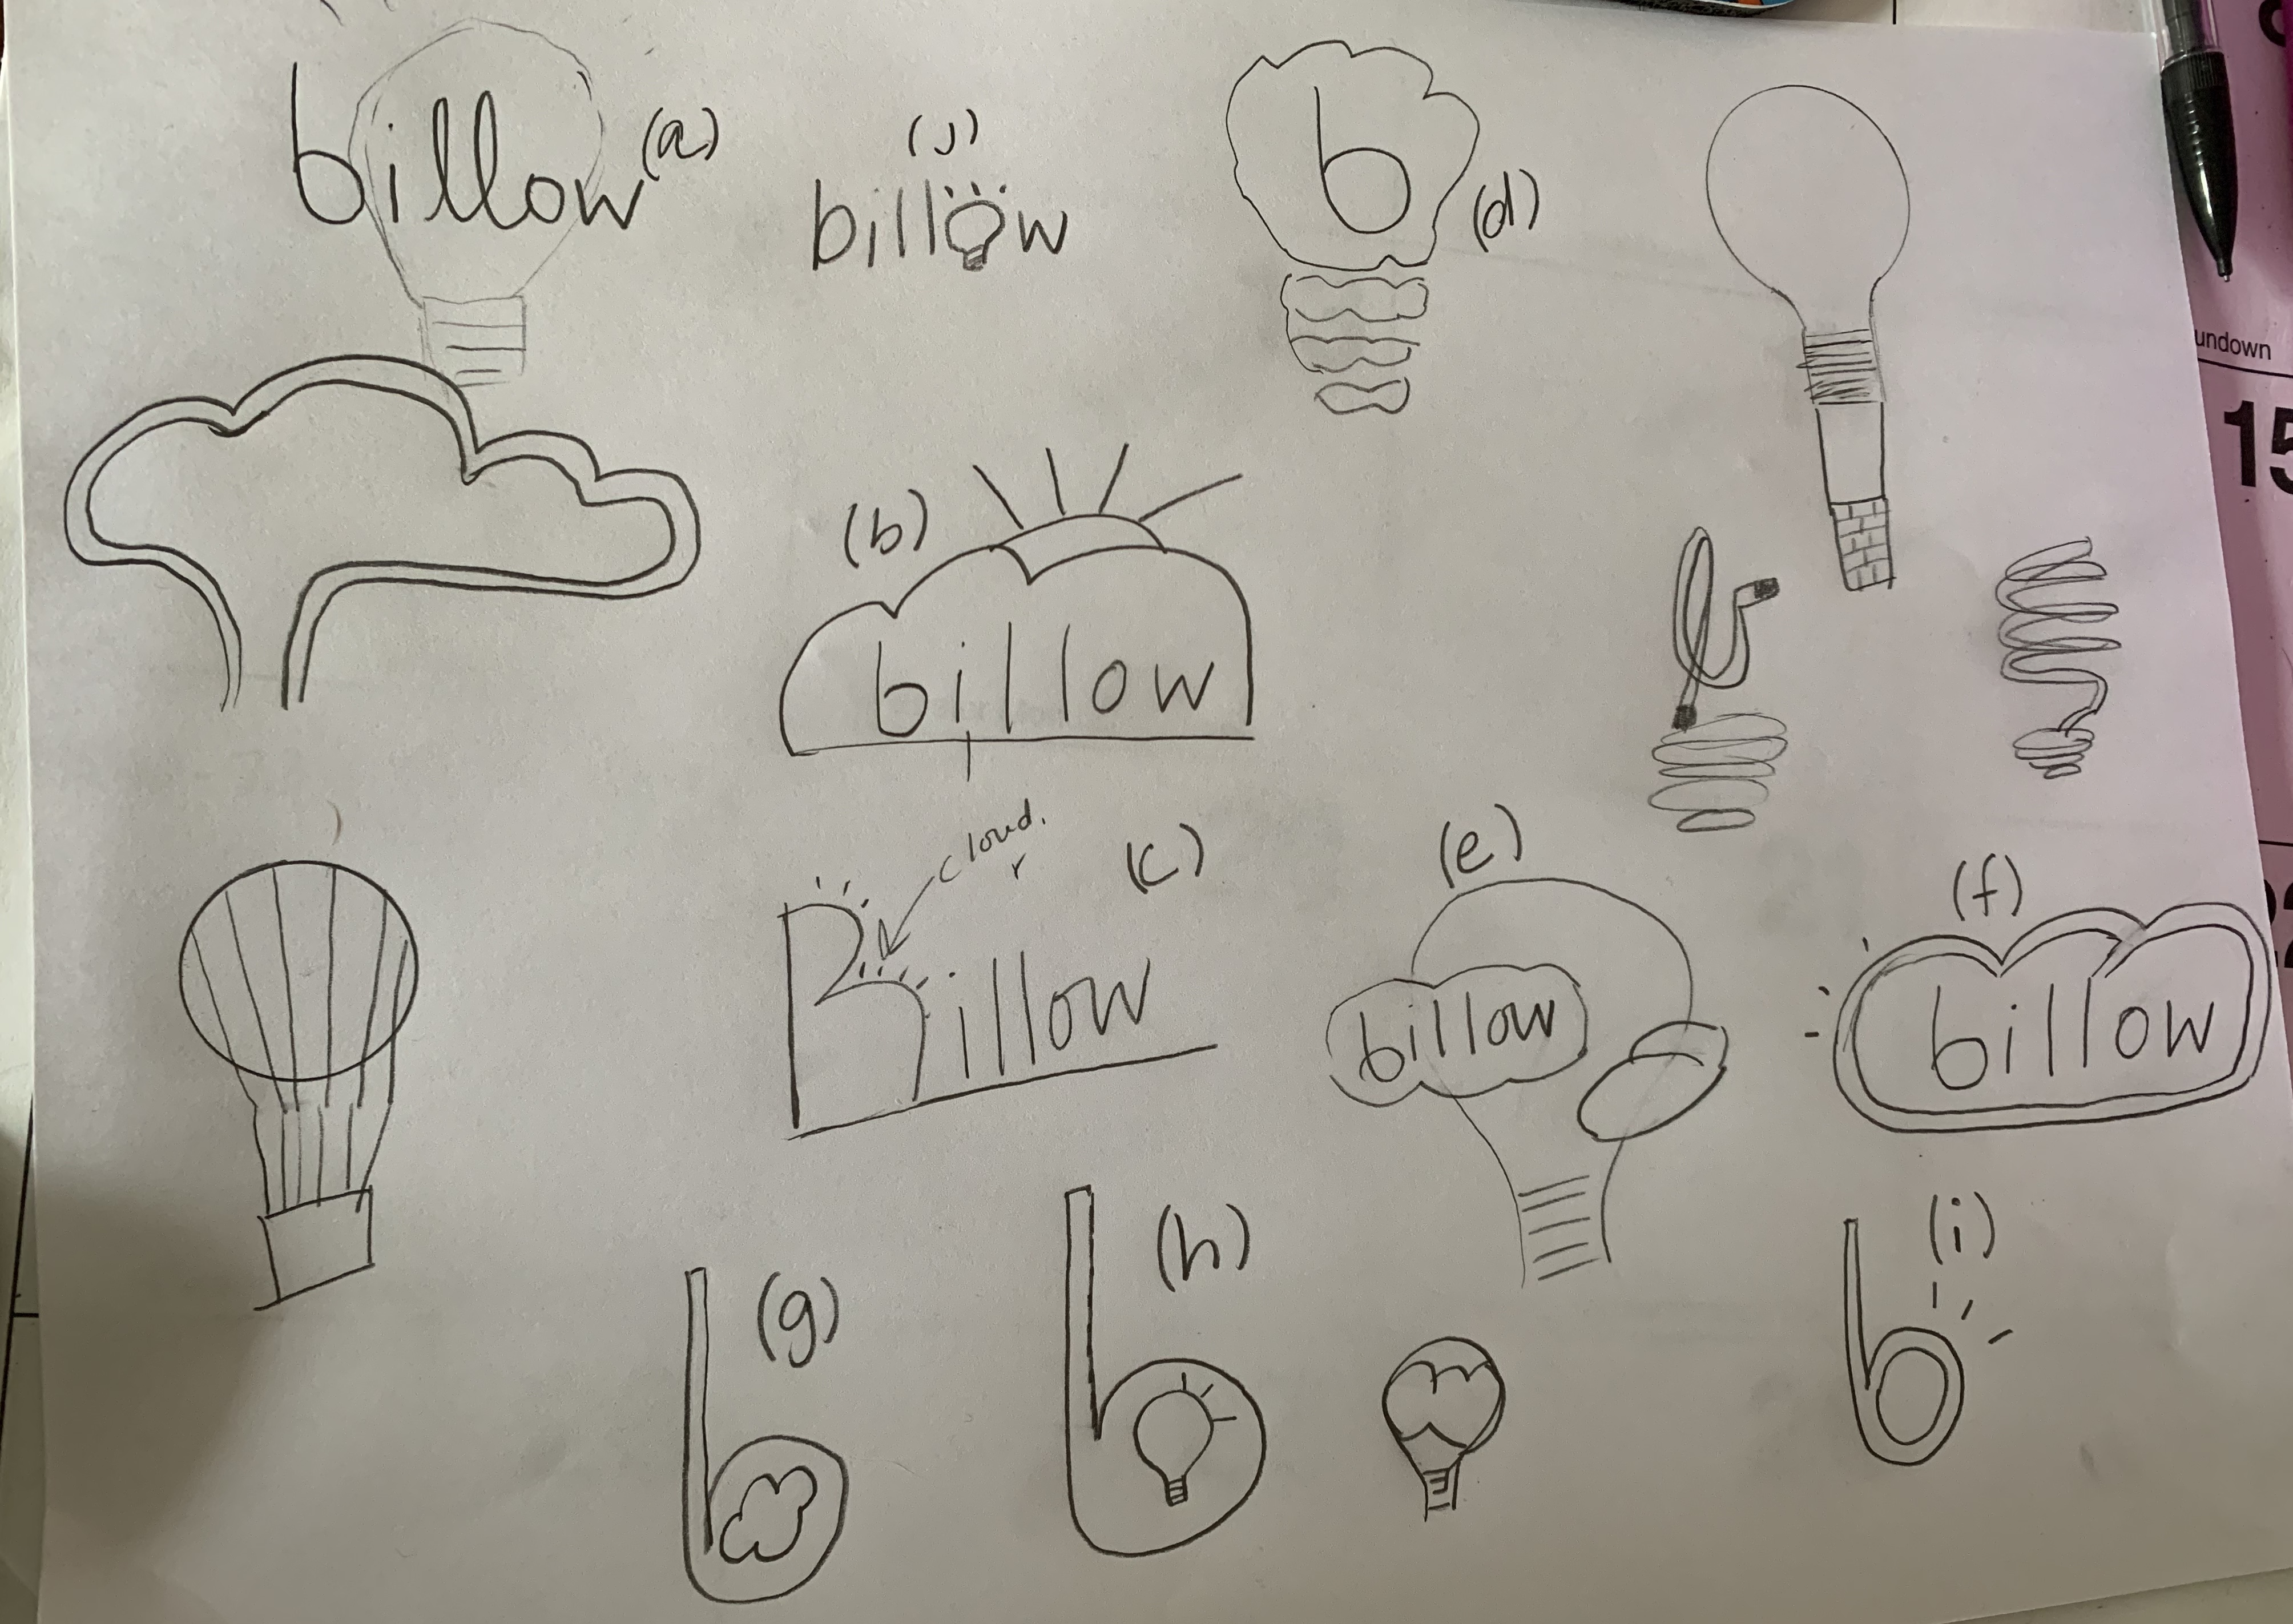 billow (a)
(J)
billow
b
(d)
undown
15
(b)
billow
cloud.
(c)
Billow
(e)
billow
(f)
billow
(g)
b
(h)
b
(i)
b